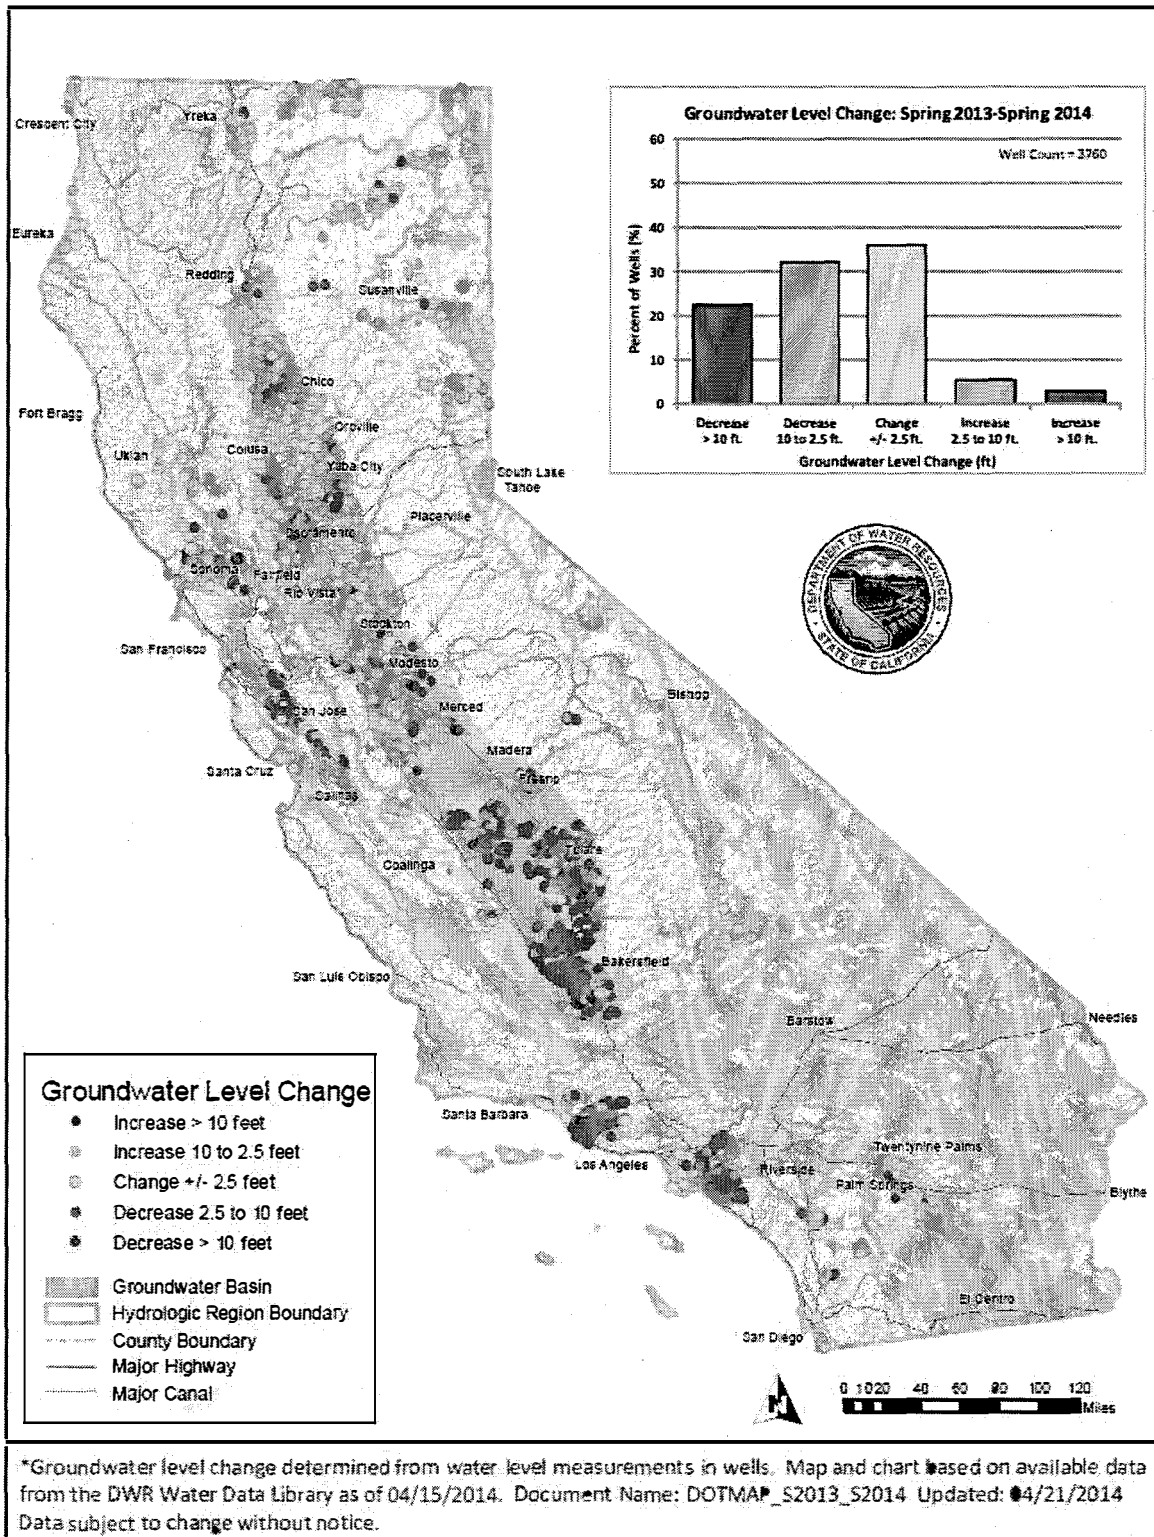 Groundwater Level Change: Spring 2013-Spring 2014
Well Count = 3760
60
50
40
30
20
10
0
Percent of Wells (%)
Decrease
> 10 ft.
Decrease
10 to 2.5 ft.
Change
+/- 2.5 ft.
Increase
2.5 to 10 ft.
Increase
> 10 ft.
Groundwater Level Change (ft)
Crescent City
Yreka
Eureka
Redding
Susanville
Chico
Fort Bragg
Oroville
Ukiah
Colusa
Yuba City
South Lake
Tahoe
Placerville
Sacramento
Sonoma
Fairfield
Rio Vista
Stockton
San Francisco
Modesto
Bishop
Merced
San Jose
Madera
Santa Cruz
Fresno
Salinas
Tulare
Coalinga
San Luis Obispo
Bakersfield
Barstow
Needles
Santa Barbara
Los Angeles
Riverside
Twentynine Palms
Palm Springs
Blythe
El Centro
San Diego
DEPARTMENT OF WATER RESOURCES
STATE OF CALIFORNIA
Groundwater Level Change
Increase > 10 feet
Increase 10 to 2.5 feet
Change +/- 2.5 feet
Decrease 2.5 to 10 feet
Decrease > 10 feet
Groundwater Basin
Hydrologic Region Boundary
County Boundary
Major Highway
Major Canal
N
0 10 20 40 60 80 100 120
Miles
*Groundwater level change determined from water level measurements in wells. Map and chart based on available data
from the DWR Water Data Library as of 04/15/2014. Document Name: DOTMAP_S2013_S2014 Updated: 04/21/2014
Data subject to change without notice.